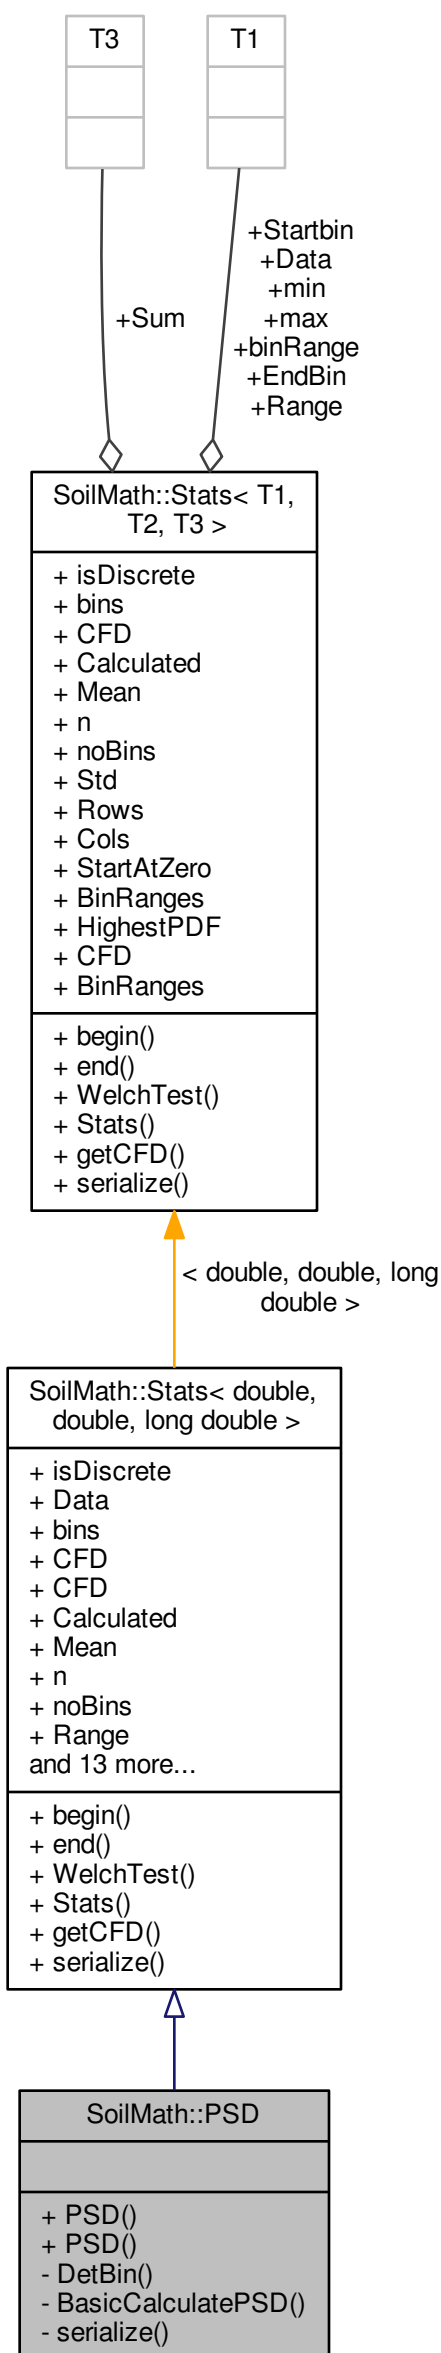 T3
T1
+Startbin
+Data
+min
+Sum
+max
+binRange
+EndBin
+Range
SoilMath::Stats< T1,
T2, T3 >
+ isDiscrete
+ bins
+ CFD
+ Calculated
+ Mean
+ n
+ noBins
+ Std
+ Rows
+ Cols
+ StartAtZero
+ BinRanges
+ HighestPDF
+ CFD
+ BinRanges
+ begin()
+ end()
+ WelchTest()
+ Stats()
+ getCFD()
+ serialize()
< double, double, long
double >
SoilMath::Stats< double,
double, long double >
+ isDiscrete
+ Data
+ bins
+ CFD
+ CFD
+ Calculated
+ Mean
+ n
+ noBins
+ Range
and 13 more...
+ begin()
+ end()
+ WelchTest()
+ Stats()
+ getCFD()
+ serialize()
SoilMath::PSD
+ PSD()
+ PSD()
- DetBin()
- BasicCalculatePSD()
- serialize()